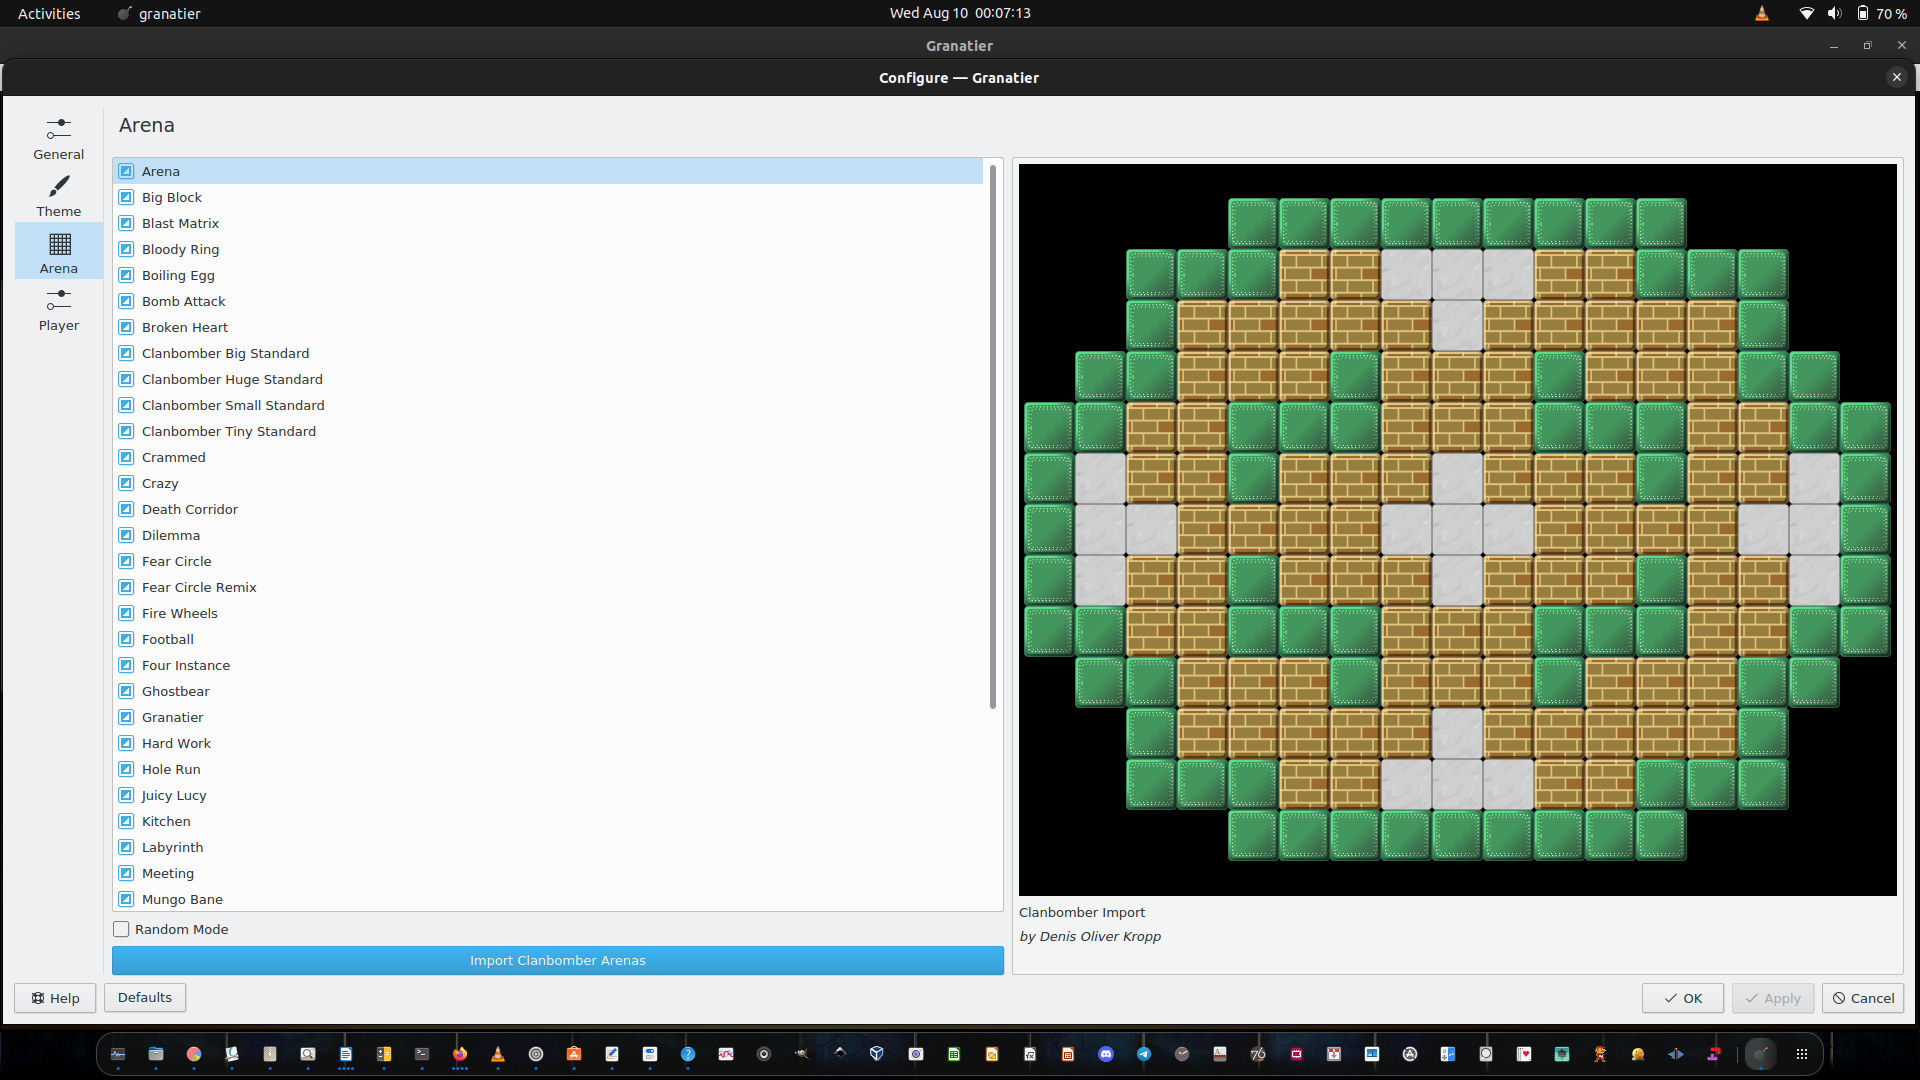 Activities
granatier
Wed Aug 10 00:07:13
70 %
Granatier
Configure — Granatier
General
Theme
Arena
Player
Arena
Arena
Big Block
Blast Matrix
Bloody Ring
Boiling Egg
Bomb Attack
Broken Heart
Clanbomber Big Standard
Clanbomber Huge Standard
Clanbomber Small Standard
Clanbomber Tiny Standard
Crammed
Crazy
Death Corridor
Dilemma
Fear Circle
Fear Circle Remix
Fire Wheels
Football
Four Instance
Ghostbear
Granatier
Hard Work
Hole Run
Juicy Lucy
Kitchen
Labyrinth
Meeting
Mungo Bane
Random Mode
Import Clanbomber Arenas
Clanbomber Import
by Denis Oliver Kropp
Help
Defaults
OK
Apply
Cancel